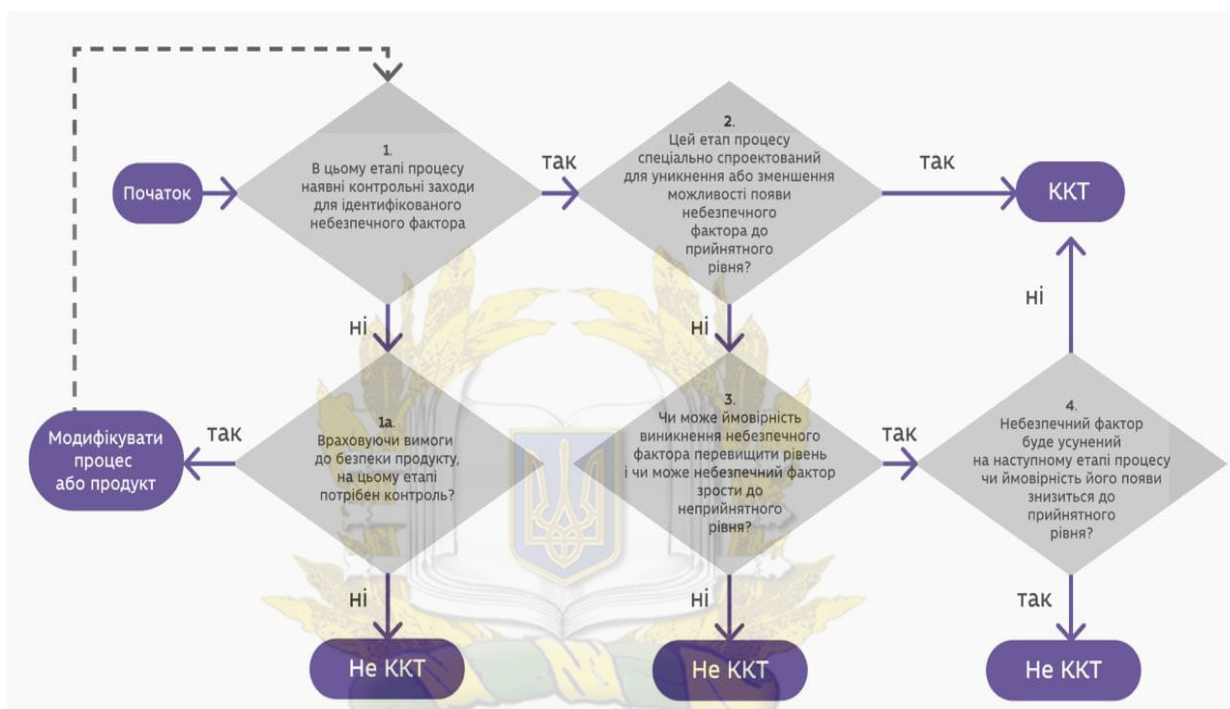 Початок
1.
В цьому етапі процесу
наявні контрольні заходи
для ідентифікованого
небезпечного фактора
так
2.
Цей етап процесу
спеціально спроектований
для уникнення або зменшення
можливості появи
небезпечного
фактора до
прийнятного
рівня?
так
ККТ
ні
ні
ні
Модифікувати
процес
або продукт
так
1а.
Враховуючи вимоги
до безпеки продукту,
на цьому етапі
потрібен контроль?
3.
Чи може ймовірність
виникнення небезпечного
фактора перевищити рівень
і чи може небезпечний фактор
зрости до
неприйнятного
рівня?
так
4.
Небезпечний фактор
буде усунений
на наступному етапі процесу
чи ймовірність його появи
знизиться до
прийнятного
рівня?
ні
ні
так
Не ККТ
Не ККТ
Не ККТ